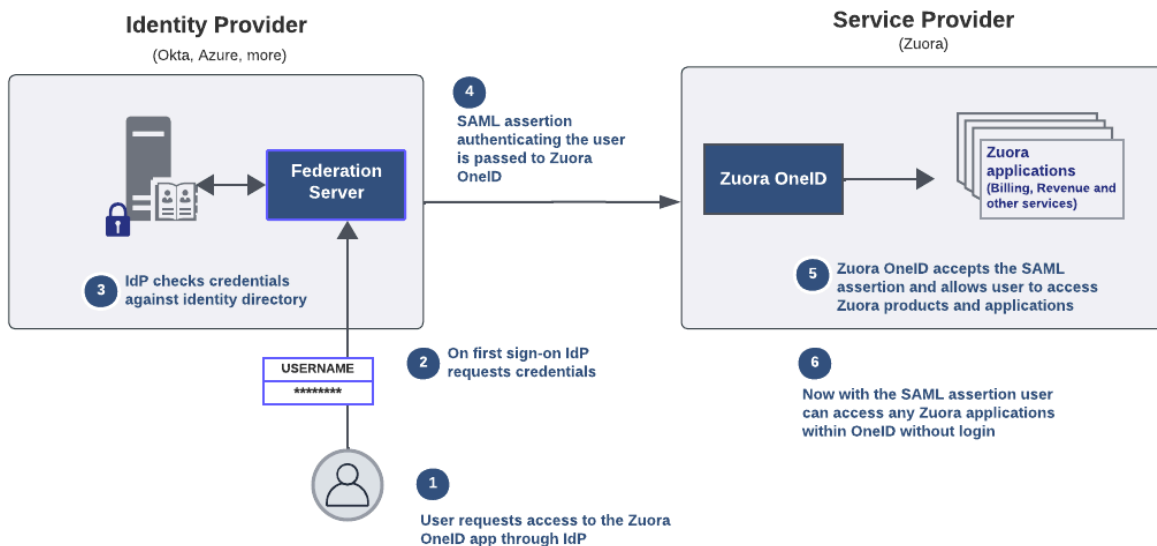 Identity Provider
(Okta, Azure, more)
Service Provider
(Zuora)
4
SAML assertion
authenticating the user
is passed to Zuora
OneID
Federation
Server
Zuora OneID
Zuora
applications
(Billing, Revenue and
other services)
3
IdP checks credentials
against identity directory
5
Zuora OneID accepts the SAML
assertion and allows user to access
Zuora products and applications
2
On first sign-on IdP
requests credentials
USERNAME
********
6
Now with the SAML assertion user
can access any Zuora applications
within OneID without login
1
User requests access to the Zuora
OneID app through IdP